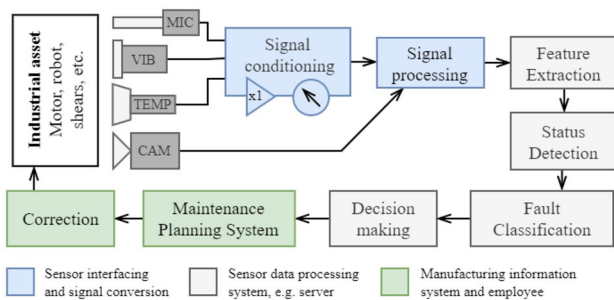 Industrial asset
Motor, robot,
shears, etc.
MIC
VIB
TEMP
CAM
Signal
conditioning
x1
Signal
processing
Feature
Extraction
Status
Detection
Fault
Classification
Decision
making
Maintenance
Planning System
Correction
Sensor interfacing
and signal conversion
Sensor data processing
system, e.g. server
Manufacturing information
system and employee